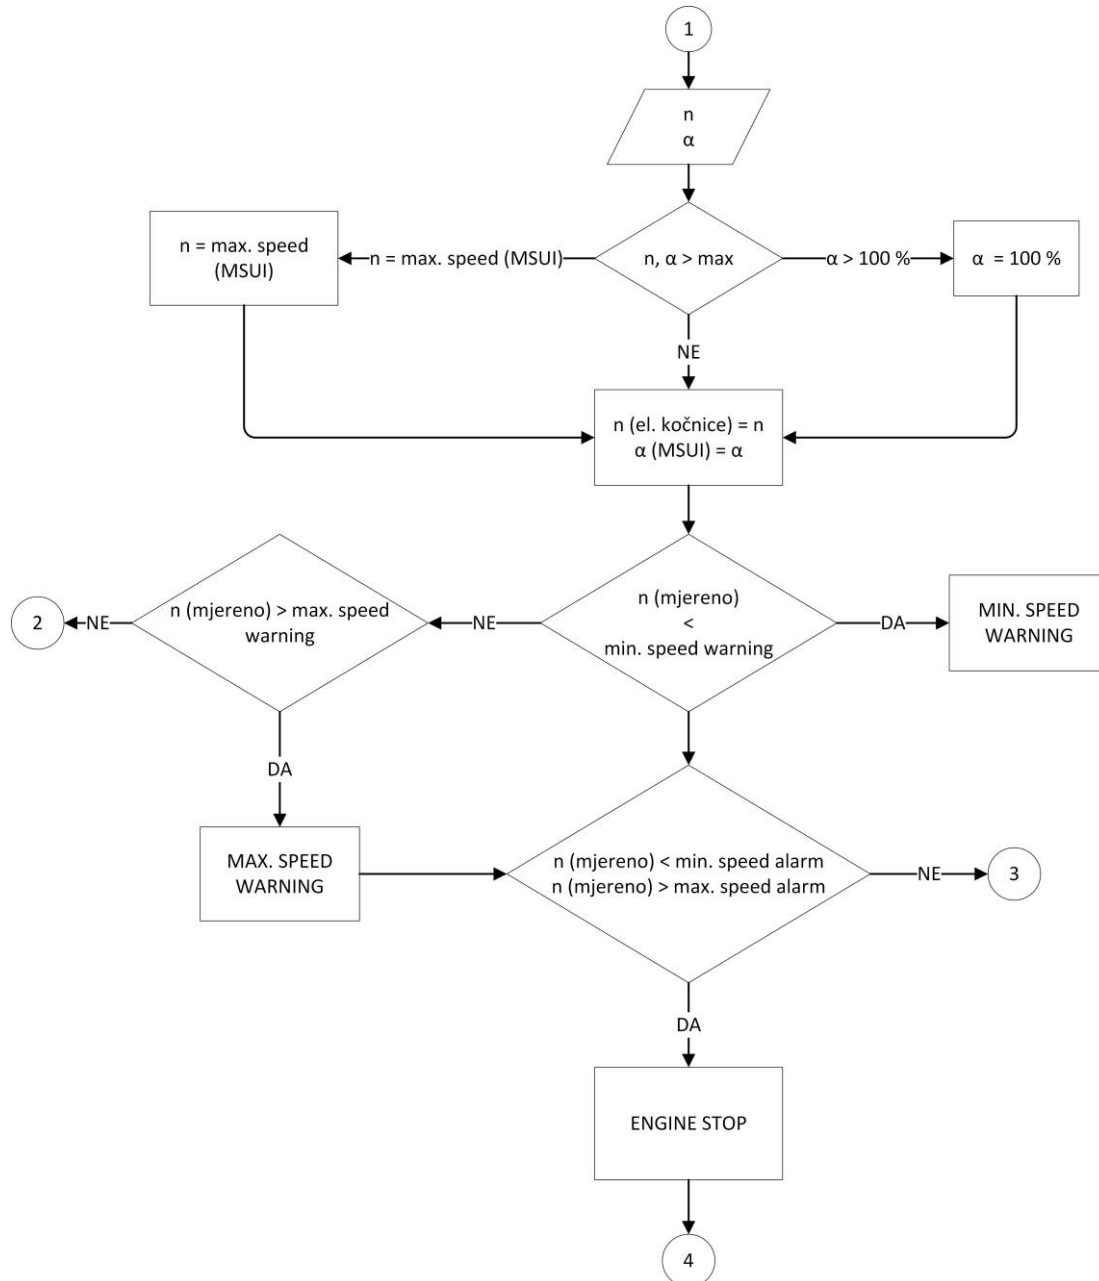 1
n
α
n = max. speed
(MSUI)
n = max. speed (MSUI)
n, α > max
α > 100 %
α = 100 %
NE
n (el. kočnice) = n
α (MSUI) = α
2
NE
n (mjereno) > max. speed
warning
NE
n (mjereno)
<
min. speed warning
DA
MIN. SPEED
WARNING
DA
MAX. SPEED
WARNING
n (mjereno) < min. speed alarm
n (mjereno) > max. speed alarm
NE
3
DA
ENGINE STOP
4